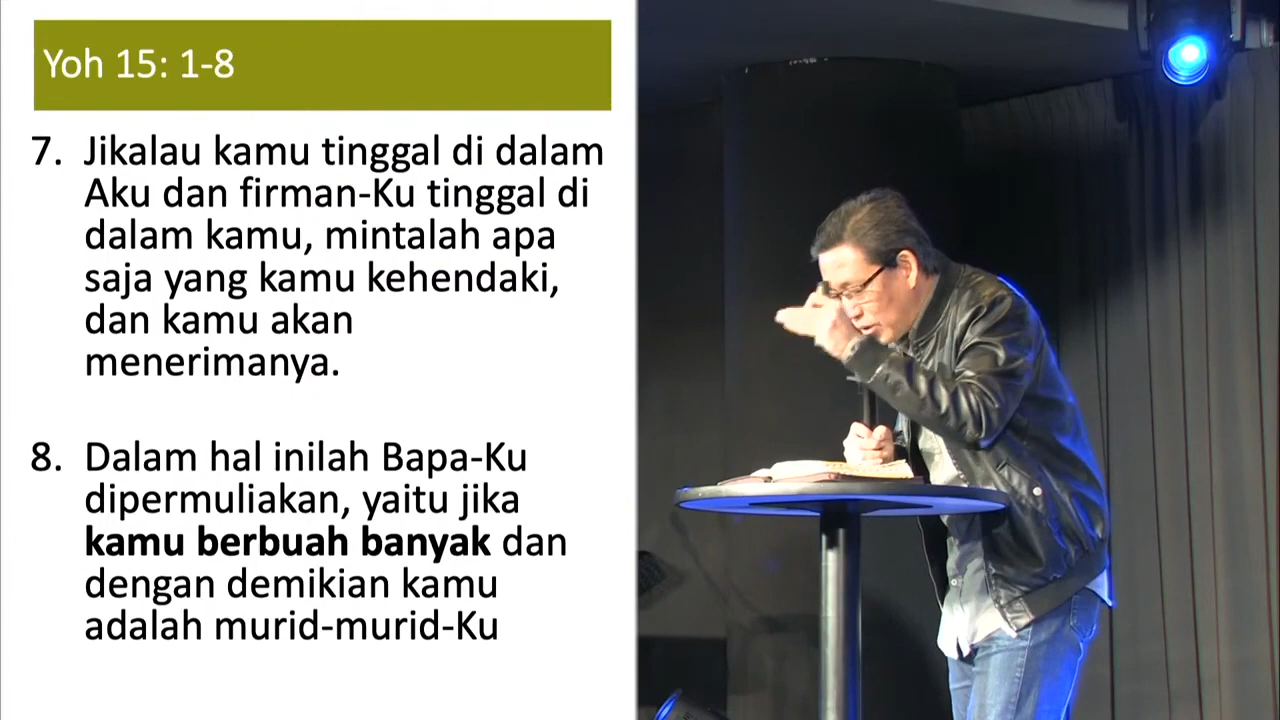 Yoh 15: 1-8
7. Jikalau kamu tinggal di dalam
Aku dan firman-Ku tinggal di
dalam kamu, mintalah apa
saja yang kamu kehendaki,
dan kamu akan
menerimanya.
8. Dalam hal inilah Bapa-Ku
dipermuliakan, yaitu jika
kamu berbuah banyak dan
dengan demikian kamu
adalah murid-murid-Ku